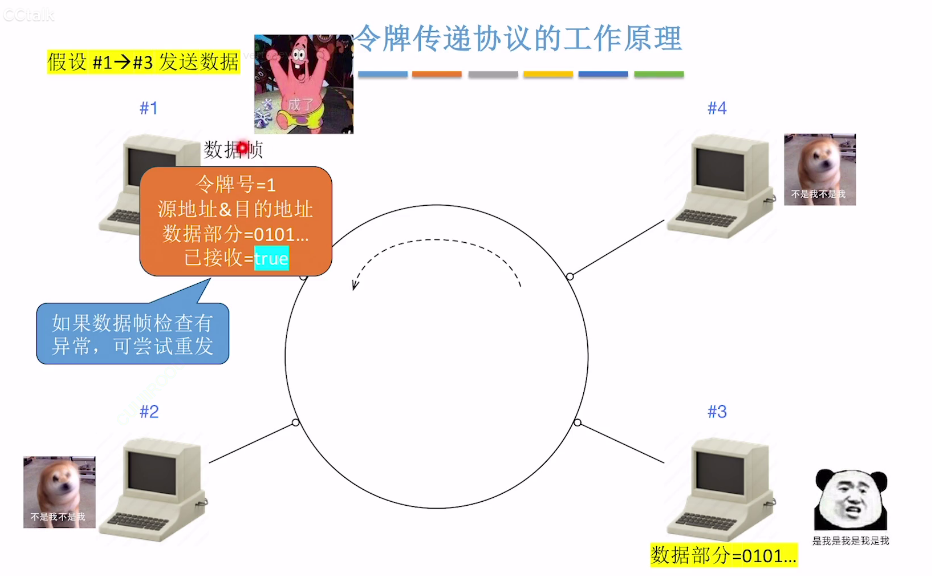 CCtalk
令牌传递协议的工作原理
假设 #1→#3 发送数据
成了
#1
#4
数据帧
令牌号=1
源地址&目的地址
数据部分=0101...
已接收=true
不是我不是我
如果数据帧检查有
异常，可尝试重发
#2
#3
不是我不是我
是我是我是我是我
数据部分=0101...